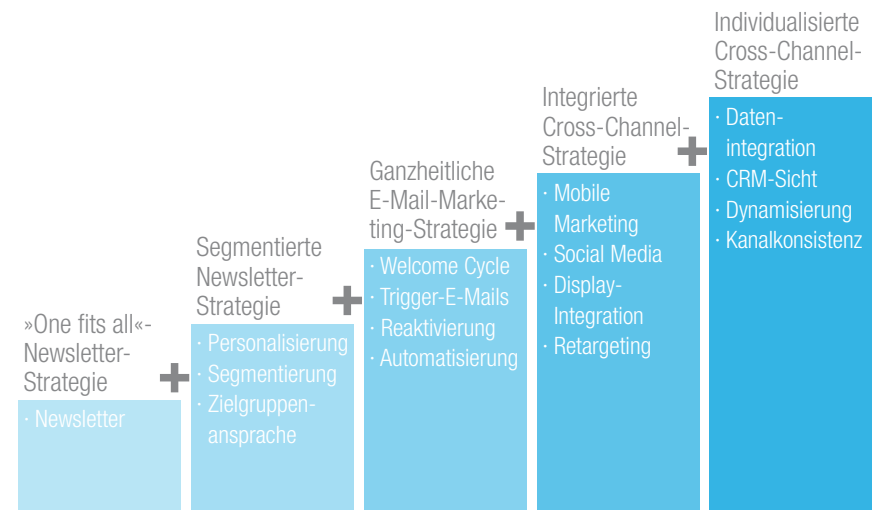 »One fits all«-
Newsletter-
Strategie
· Newsletter
Segmentierte
Newsletter-
Strategie
· Personalisierung
· Segmentierung
· Zielgruppen-
ansprache
Ganzheitliche
E-Mail-Marke-
ting-Strategie
· Welcome Cycle
· Trigger-E-Mails
· Reaktivierung
· Automatisierung
Integrierte
Cross-Channel-
Strategie
· Mobile
Marketing
· Social Media
· Display-
Integration
· Retargeting
Individualisierte
Cross-Channel-
Strategie
· Daten-
integration
· CRM-Sicht
· Dynamisierung
· Kanalkonsistenz